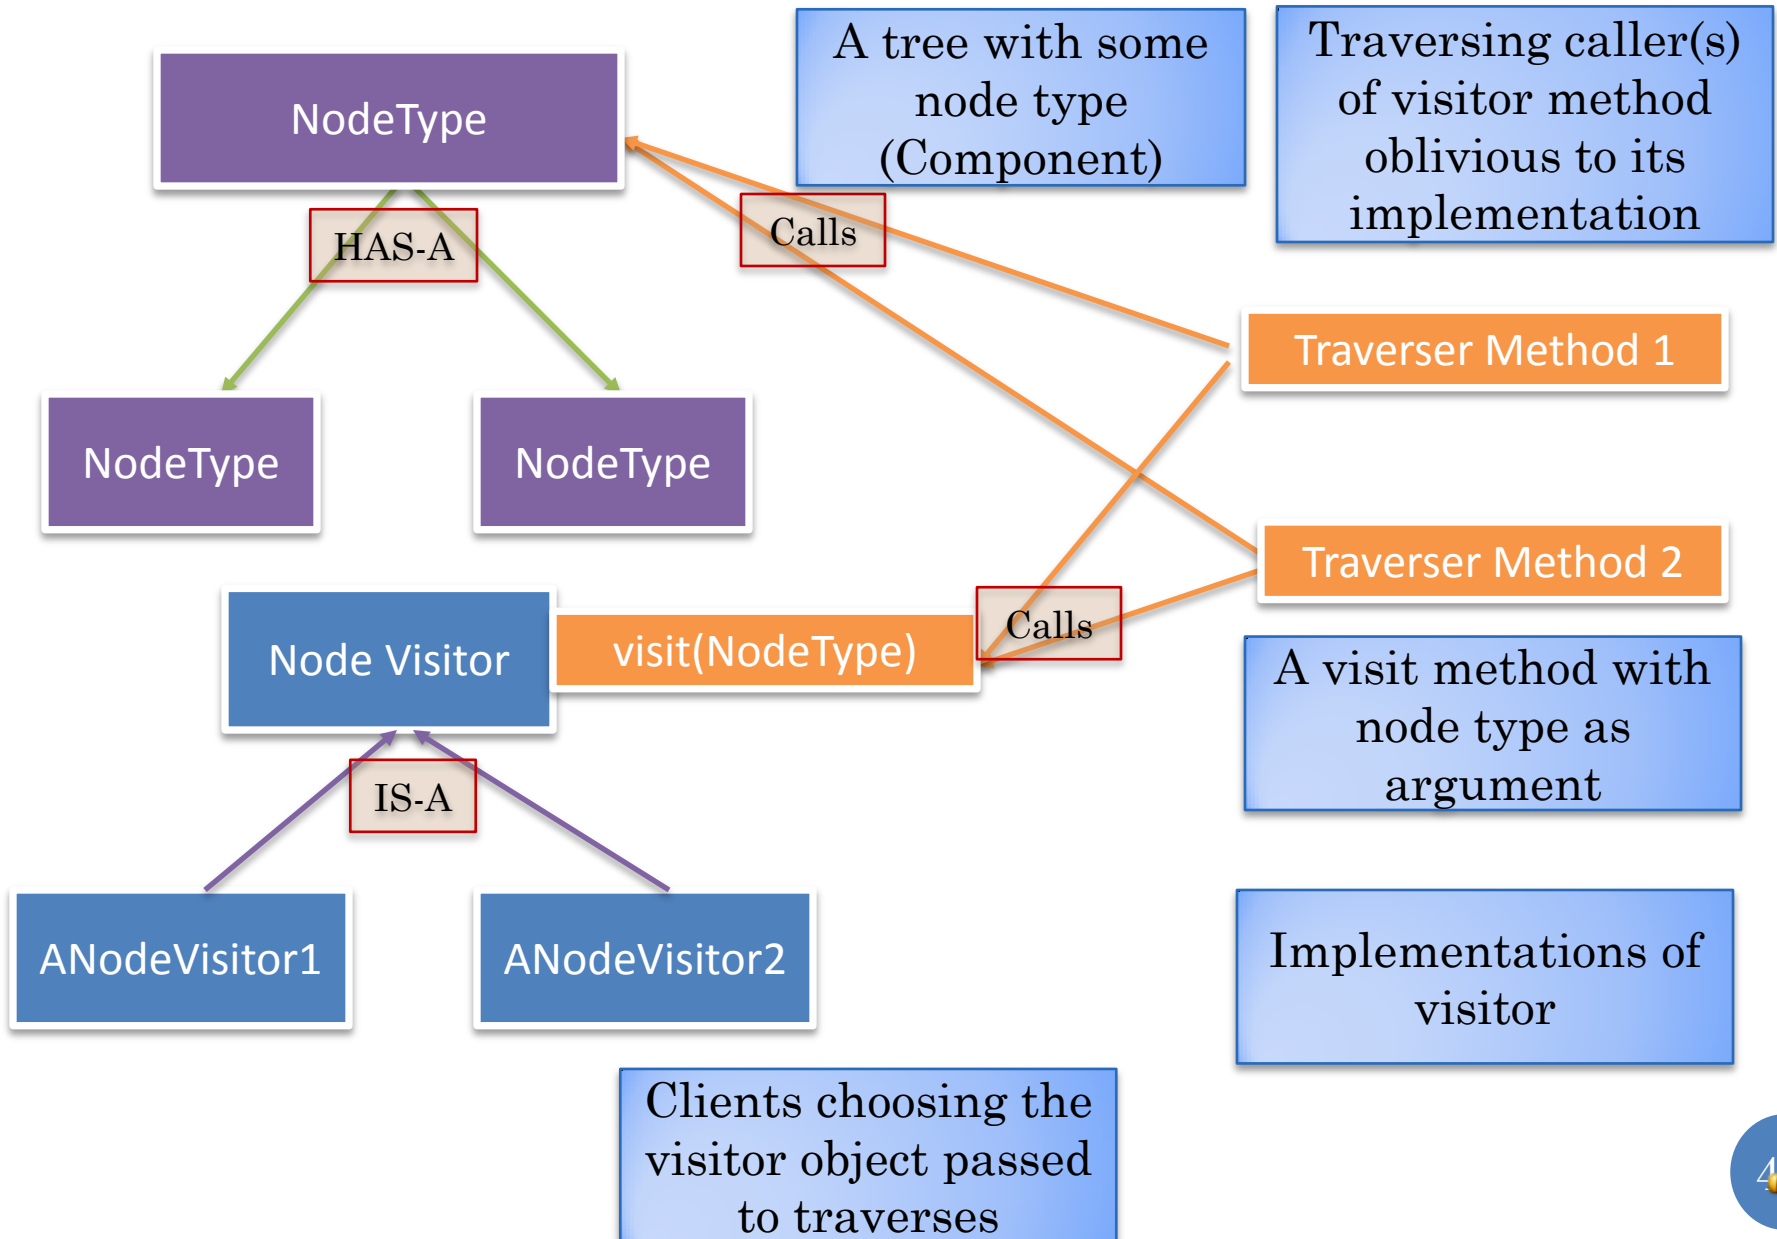 NodeType
A tree with some
node type
(Component)
Traversing caller(s)
of visitor method
oblivious to its
implementation
HAS-A
Calls
Traverser Method 1
NodeType
NodeType
Traverser Method 2
Node Visitor
visit(NodeType)
Calls
A visit method with
node type as
argument
IS-A
ANodeVisitor1
ANodeVisitor2
Implementations of
visitor
Clients choosing the
visitor object passed
to traverses